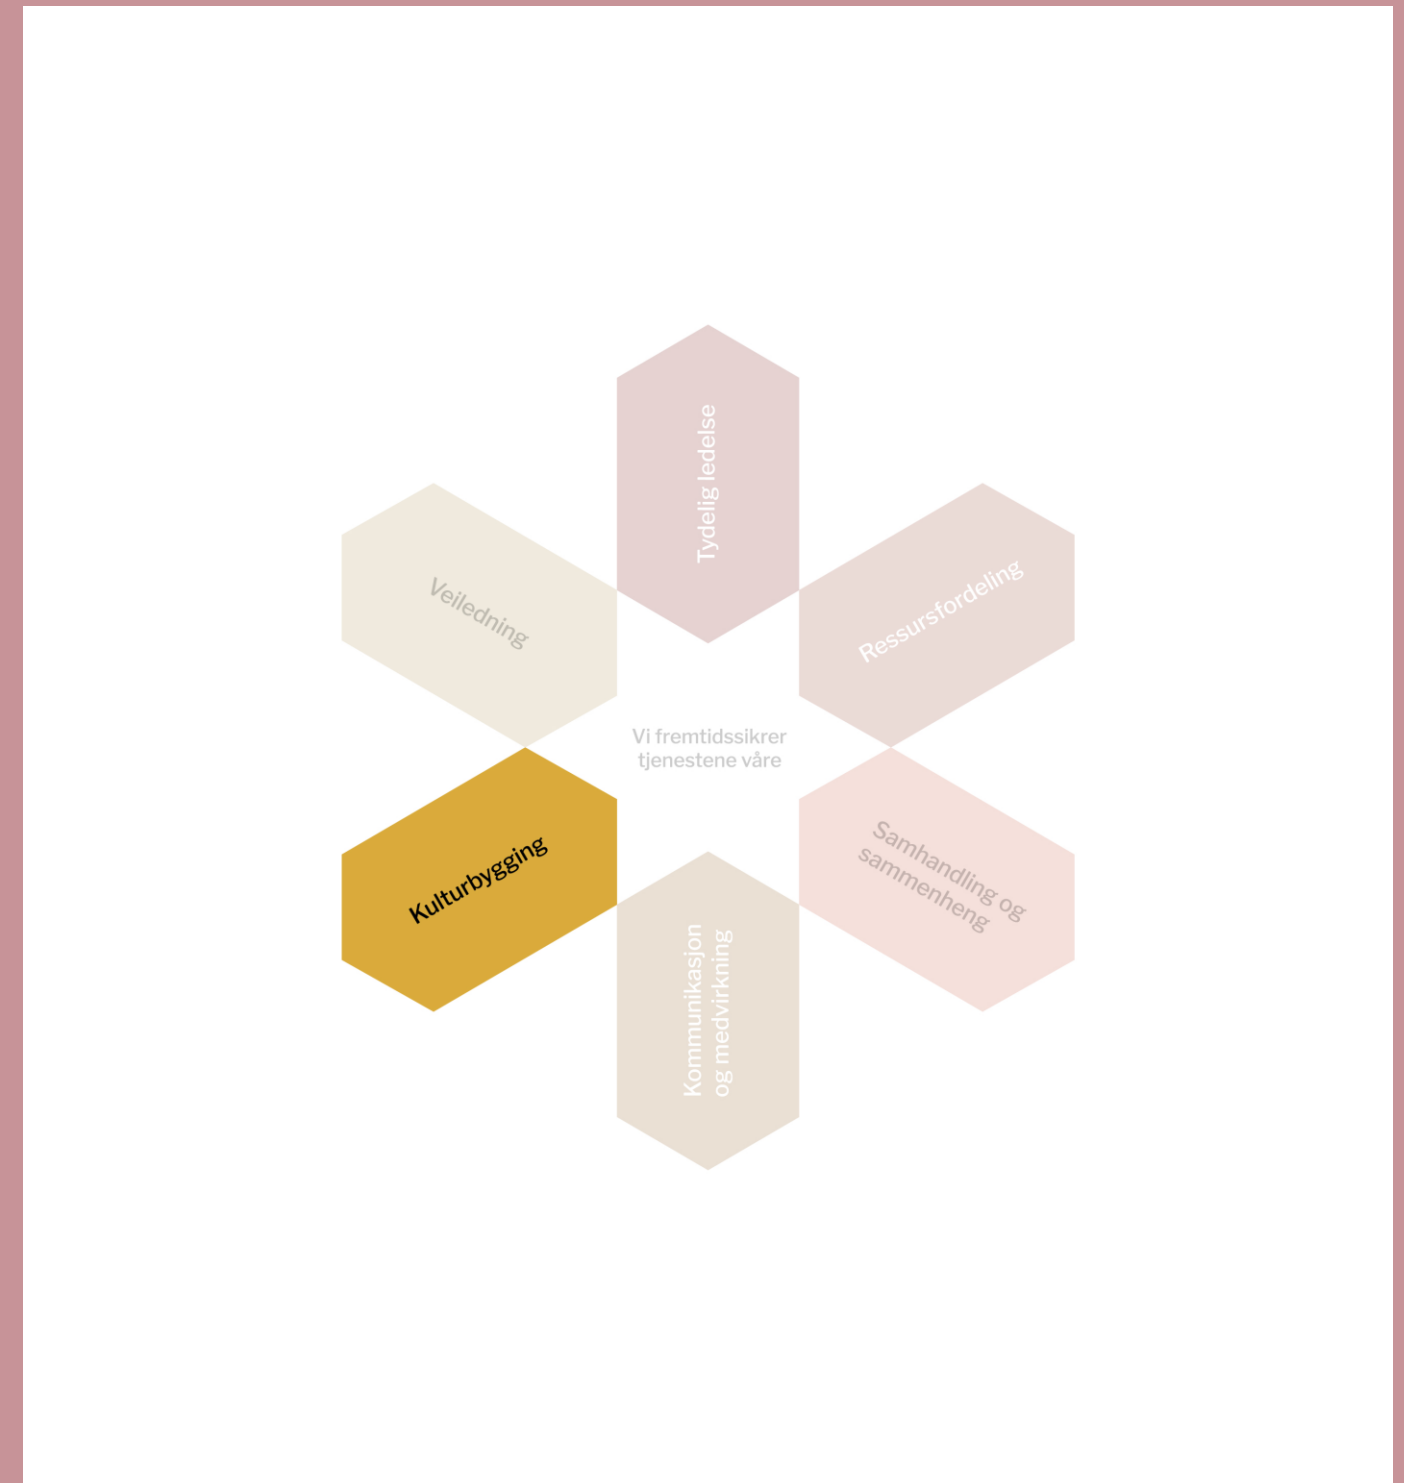 Tydelig ledelse
Ressursfordeling
Veiledning
Vi fremtidssikrer
tjenestene våre
Samhandling og
sammenheng
Kulturbygging
Kommunikasjon
og medvirkning